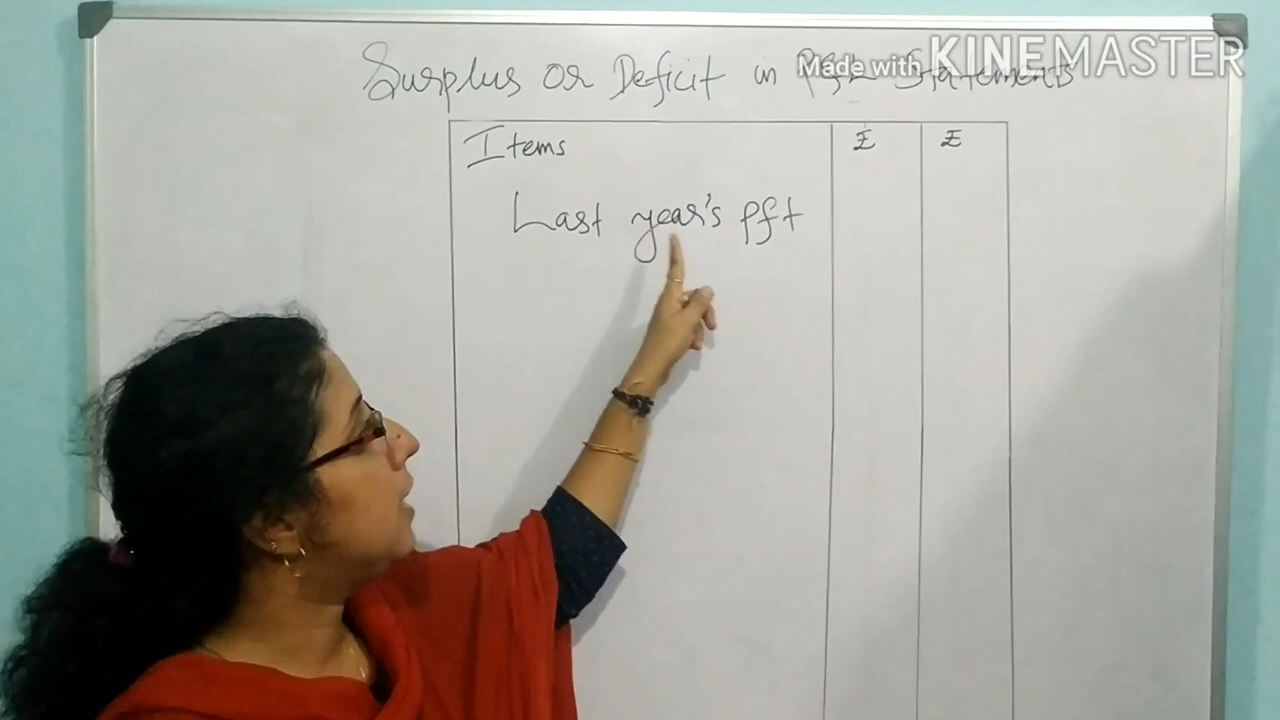 Surplus or Deficit in P&L Statements
Made with KINEMASTER
Items £ £
Last year's pft